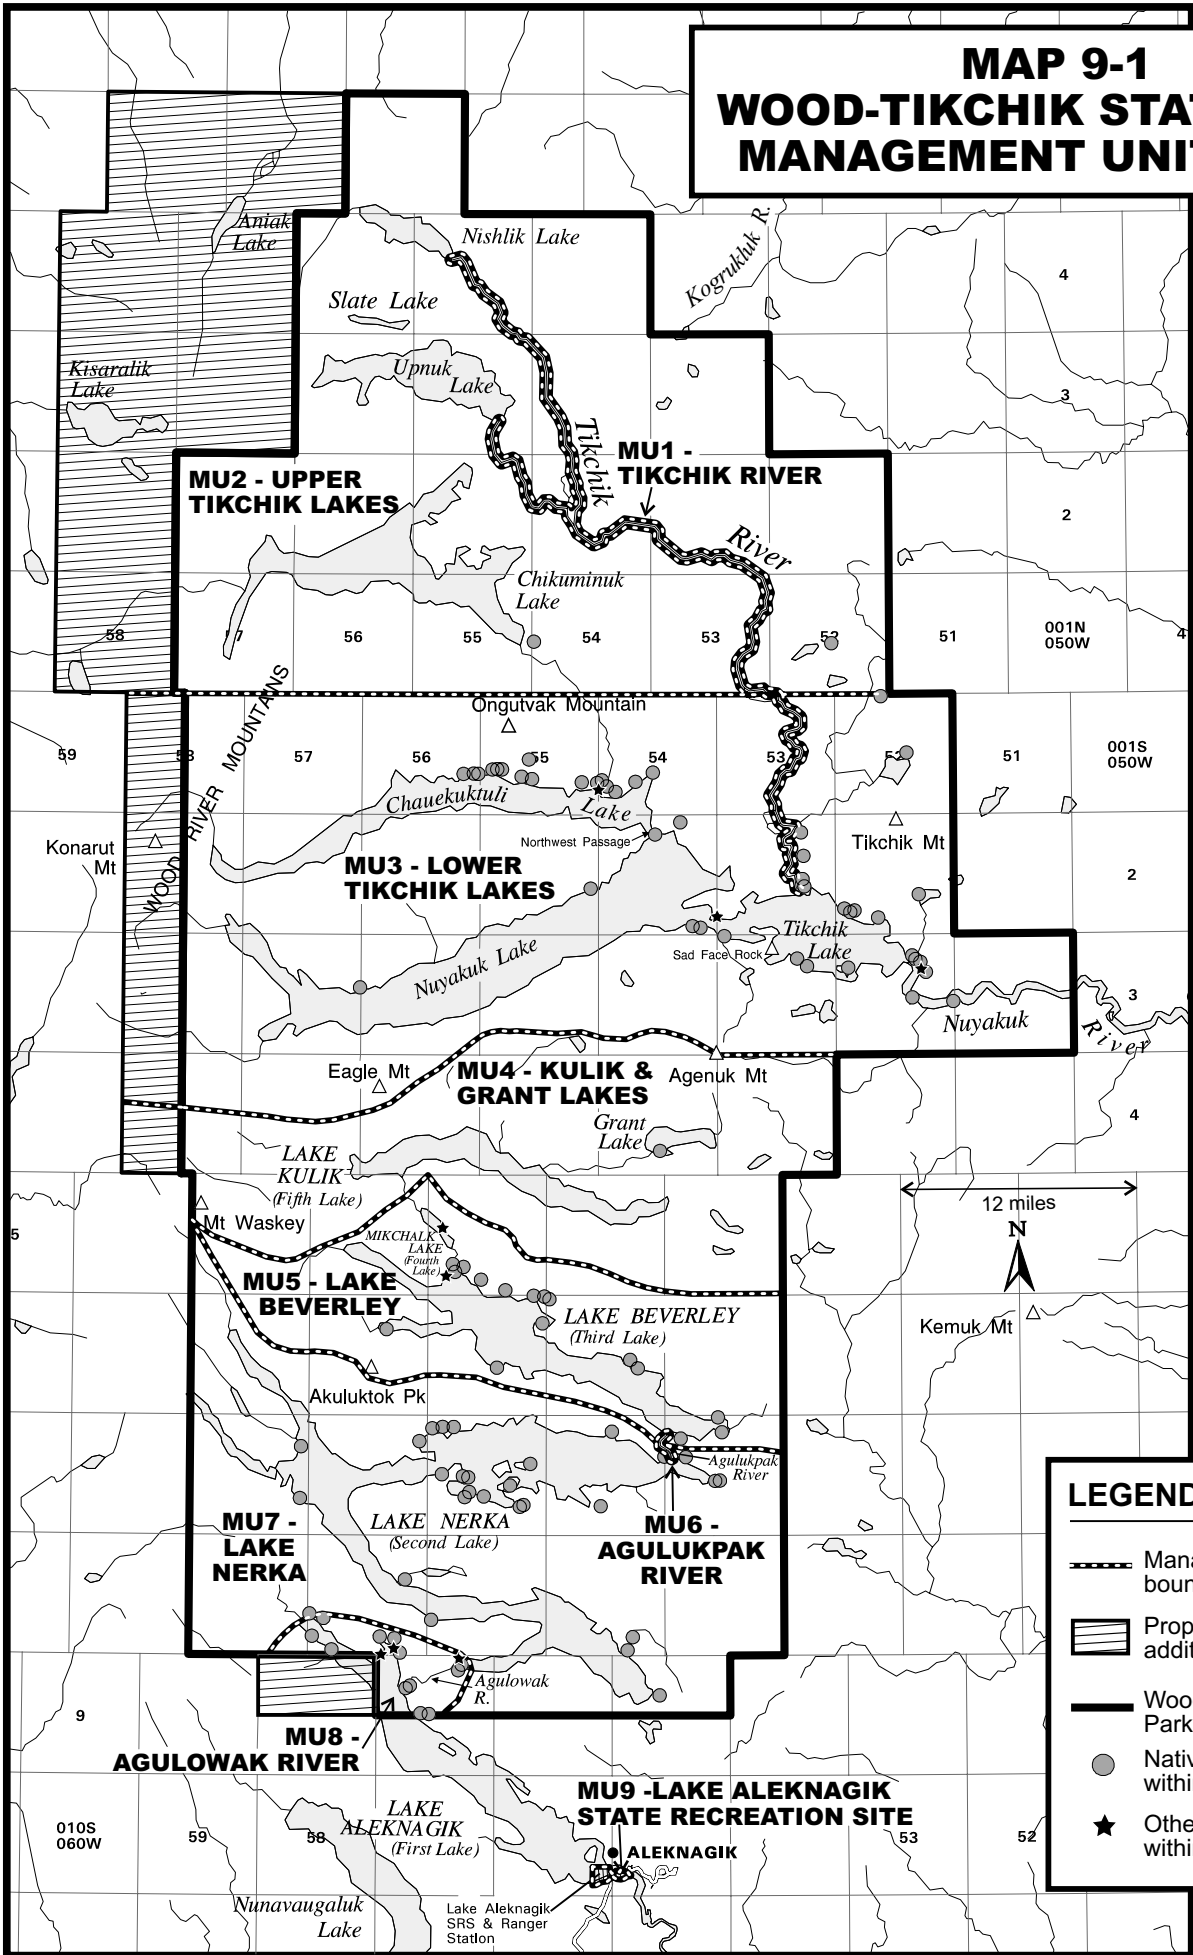 MAP 9-1
WOOD-TIKCHIK STAT
MANAGEMENT UNIT
Aniak
Lake
Nishlik Lake
Kogrukluk R.
4
Slate Lake
Kisaralik
Lake
Upnuk
Lake
3
Tikchik
River
MU1 -
TIKCHIK RIVER
MU2 - UPPER
TIKCHIK LAKES
2
Chikuminuk
Lake
58
57
56
55
54
53
52
51
001N
050W
4
WOOD RIVER MOUNTAINS
Ongutvak Mountain
59
58
57
56
55
54
53
52
51
001S
050W
Chauekuktuli
Lake
Northwest Passage
Tikchik Mt
Konarut
Mt
MU3 - LOWER
TIKCHIK LAKES
2
Tikchik
Lake
Sad Face Rock
Nuyakuk Lake
3
Nuyakuk
River
Eagle Mt
MU4 - KULIK &
GRANT LAKES
Agenuk Mt
4
Grant
Lake
LAKE
KULIK
(Fifth Lake)
12 miles
N
Mt Waskey
5
MIKCHALK
LAKE
(Fourth
Lake)
MU5 - LAKE
BEVERLEY
LAKE BEVERLEY
(Third Lake)
Kemuk Mt
Akuluktok Pk
Agulukpak
River
MU7 -
LAKE
NERKA
LAKE NERKA
(Second Lake)
MU6 -
AGULUKPAK
RIVER
LEGEND
Mana
boun
Prop
addit
Woo
Park
Nativ
withi
Othe
withi
Agulowak
R.
9
MU8 -
AGULOWAK RIVER
MU9 -LAKE ALEKNAGIK
STATE RECREATION SITE
LAKE
ALEKNAGIK
(First Lake)
010S
060W
59
58
53
52
ALEKNAGIK
Nunavaugaluk
Lake
Lake Aleknagik
SRS & Ranger
Station